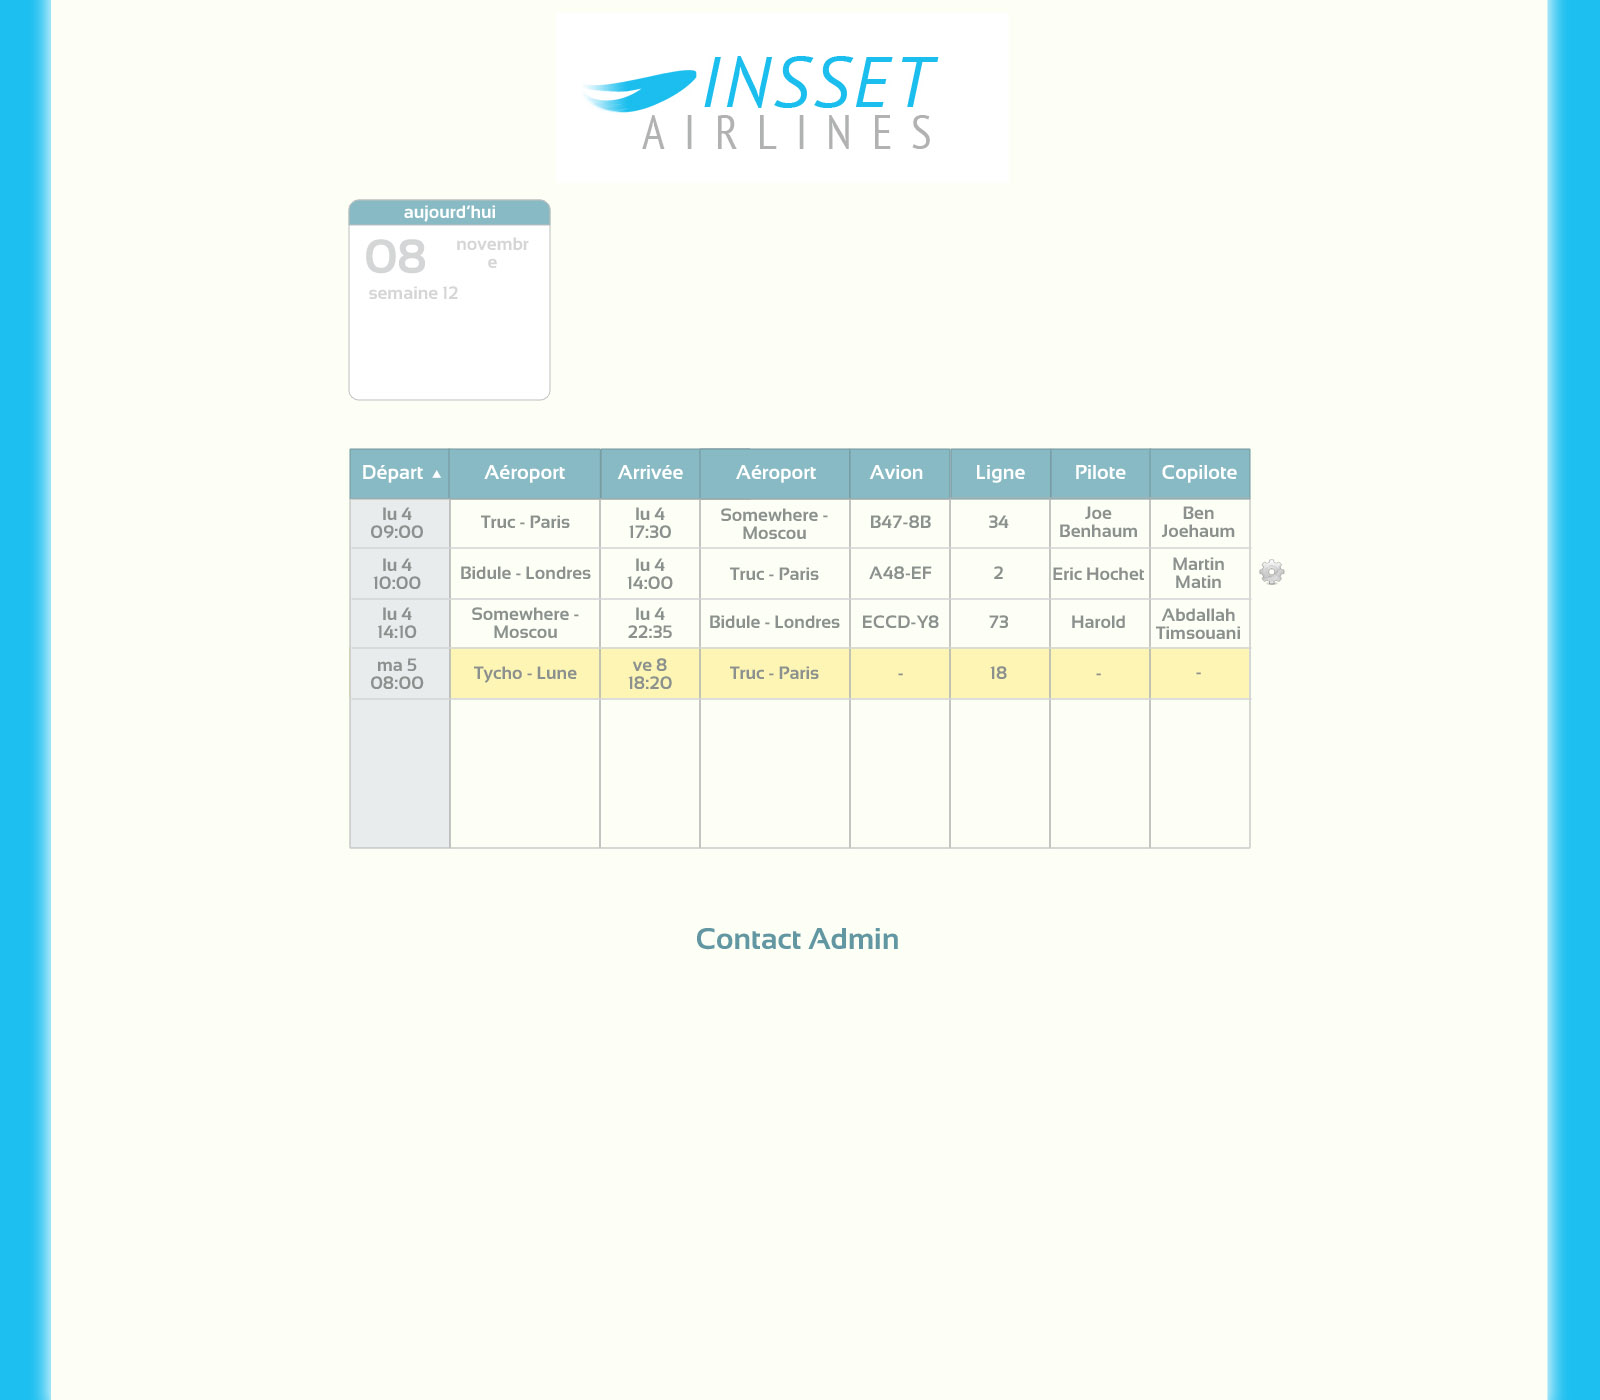 INSSET
AIRLINES
aujourd'hui
08
novembr
e
semaine 12
Départ ▲ Aéroport Arrivée Aéroport Avion Ligne Pilote Copilote
lu 4
09:00
Truc - Paris
lu 4
17:30
Somewhere -
Moscou
B47-8B
34
Joe
Benhaum
Ben
Joehaum
lu 4
10:00
Bidule - Londres
lu 4
14:00
Truc - Paris
A48-EF
2
Eric Hochet
Martin
Matin
lu 4
14:10
Somewhere -
Moscou
lu 4
22:35
Bidule - Londres
ECCD-Y8
73
Harold
Abdallah
Timsouani
ma 5
08:00
Tycho - Lune
ve 8
18:20
Truc - Paris
-
18
-
-
Contact Admin